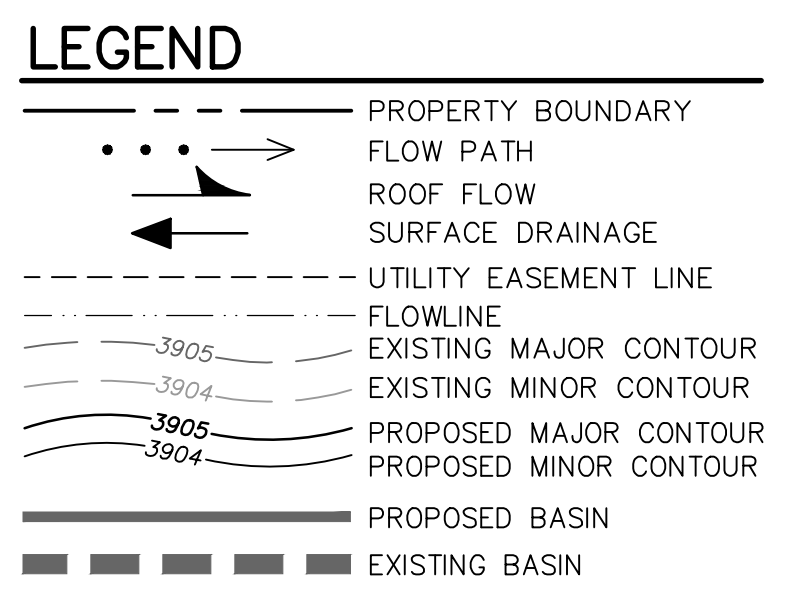 LEGEND
PROPERTY BOUNDARY
FLOW PATH
ROOF FLOW
SURFACE DRAINAGE
UTILITY EASEMENT LINE
FLOWLINE
3905 EXISTING MAJOR CONTOUR
3904 EXISTING MINOR CONTOUR
3905 PROPOSED MAJOR CONTOUR
3904 PROPOSED MINOR CONTOUR
PROPOSED BASIN
EXISTING BASIN